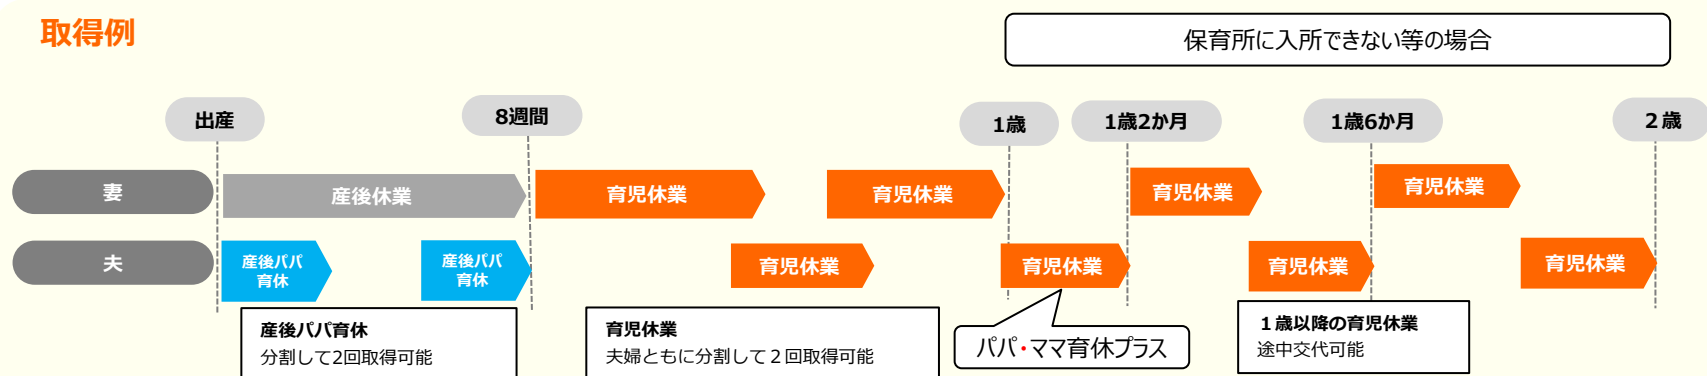 取得例
保育所に入所できない等の場合
出産
8週間
1歳
1歳2か月
1歳6か月
２歳
妻
産後休業
育児休業
育児休業
育児休業
育児休業
夫
産後パパ
育休
産後パパ
育休
育児休業
育児休業
育児休業
育児休業
産後パパ育休
分割して2回取得可能
育児休業
夫婦ともに分割して２回取得可能
パパ・ママ育休プラス
１歳以降の育児休業
途中交代可能